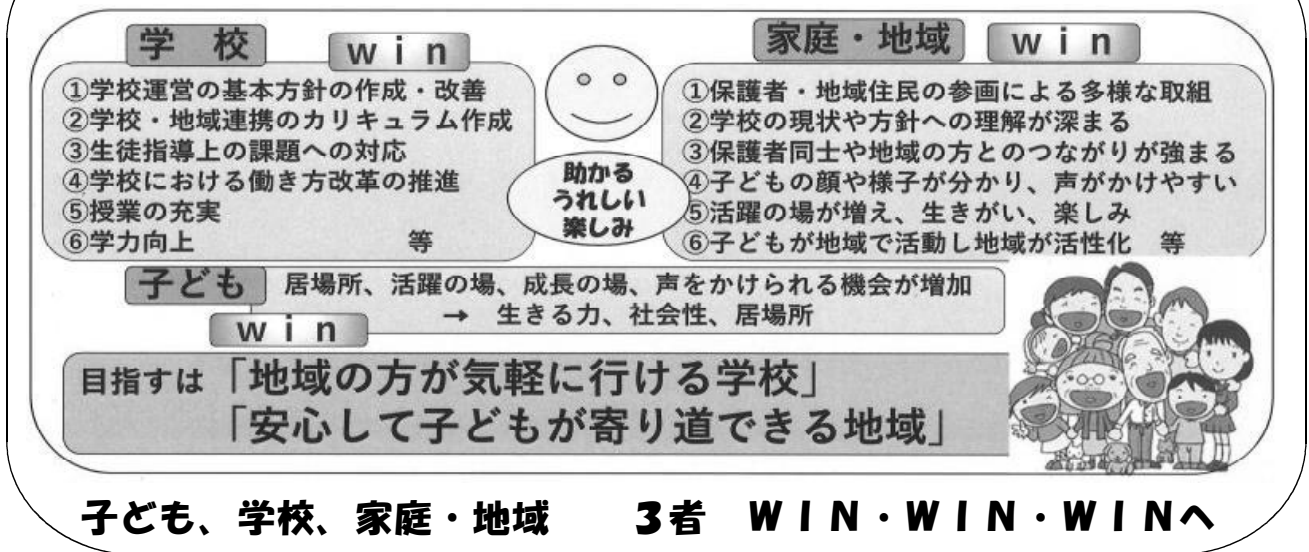 学　校
win
①学校運営の基本方針の作成・改善
②学校・地域連携のカリキュラム作成
③生徒指導上の課題への対応
④学校における働き方改革の推進
⑤授業の充実
⑥学力向上　　　　　　　　等
助かる
うれしい
楽しみ
家庭・地域
win
①保護者・地域住民の参画による多様な取組
②学校の現状や方針への理解が深まる
③保護者同士や地域の方とのつながりが強まる
④子どもの顔や様子が分かり、声がかけやすい
⑤活躍の場が増え、生きがい、楽しみ
⑥子どもが地域で活動し地域が活性化　等
子ども
win
居場所、活躍の場、成長の場、声をかけられる機会が増加
→　生きる力、社会性、居場所
目指すは「地域の方が気軽に行ける学校」
「安心して子どもが寄り道できる地域」
子ども、学校、家庭・地域　　３者　ＷＩＮ・ＷＩＮ・ＷＩＮへ